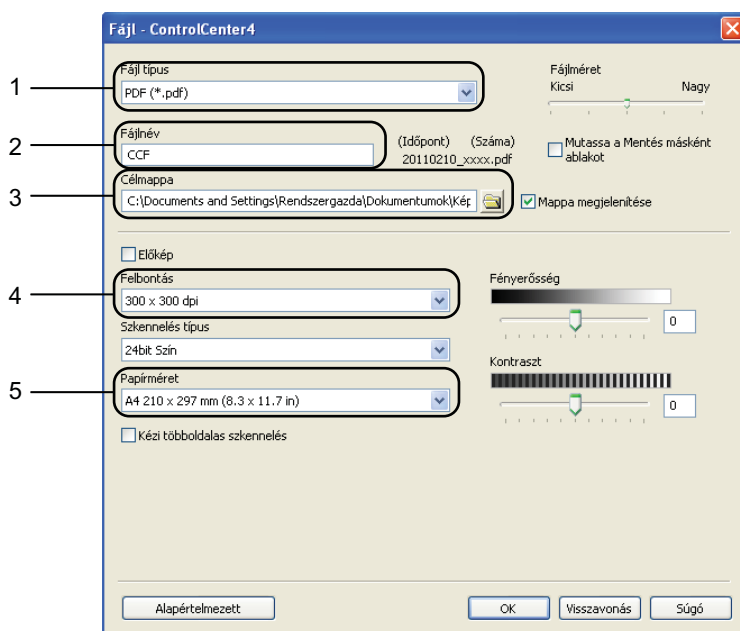 Fájl - ControlCenter4
1
Fájl típus
PDF (*.pdf)
Fájlméret
Kicsi Nagy
2
Fájlnév
CCF
(Időpont) (Száma)
20110210_xxxx.pdf
Mutassa a Mentés másként
ablakot
3
Célmappa
C:\Documents and Settings\Rendszergazda\Dokumentumok\Kép
Mappa megjelenítése
Előkép
4
Felbontás
300 x 300 dpi
Fényerősség
0
Szkennelés típus
24bit Szín
Kontraszt
0
5
Papírméret
A4 210 x 297 mm (8.3 x 11.7 in)
Kézi többoldalas szkennelés
Alapértelmezett OK Visszavonás Súgó